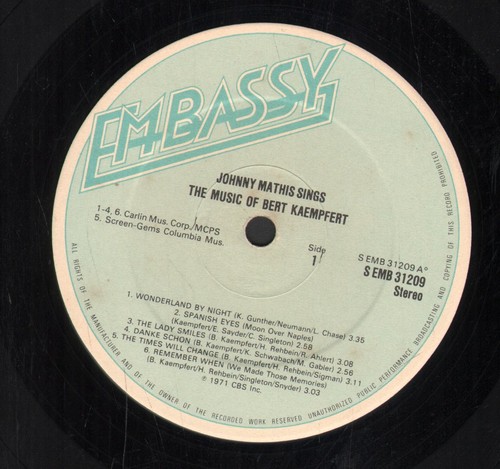 EMBASSY
JOHNNY MATHIS SINGS
THE MUSIC OF BERT KAEMPFERT
1-4, 6. Carlin Mus. Corp./MCPS
5. Screen-Gems Columbia Mus.
Side
1
S EMB 31209 A°
S EMB 31209
Stereo
1. WONDERLAND BY NIGHT (K. Gunther/Neumann/L. Chase) 3.35
2. SPANISH EYES (Moon Over Naples)
(Kaempfert/E. Sayder/C. Singleton) 2.58
3. THE LADY SMILES (B. Kaempfert/H. Rehbein/R. Ahlert) 3.08
4. DANKE SCHON (B. Kaempfert/K. Schwabach/M. Gabler) 2.58
5. THE TIMES WILL CHANGE (B. Kaempfert/H. Rehbein/Sigman) 3.11
6. REMEMBER WHEN (We Made Those Memories)
(B. Kaempfert/H. Rehbein/Singleton/Snyder) 3.03
℗ 1971 CBS Inc.
ALL RIGHTS OF THE MANUFACTURER AND OF THE OWNER OF THE RECORDED WORK RESERVED UNAUTHORISED PUBLIC PERFORMANCE BROADCASTING AND COPYING OF THIS RECORD PROHIBITED